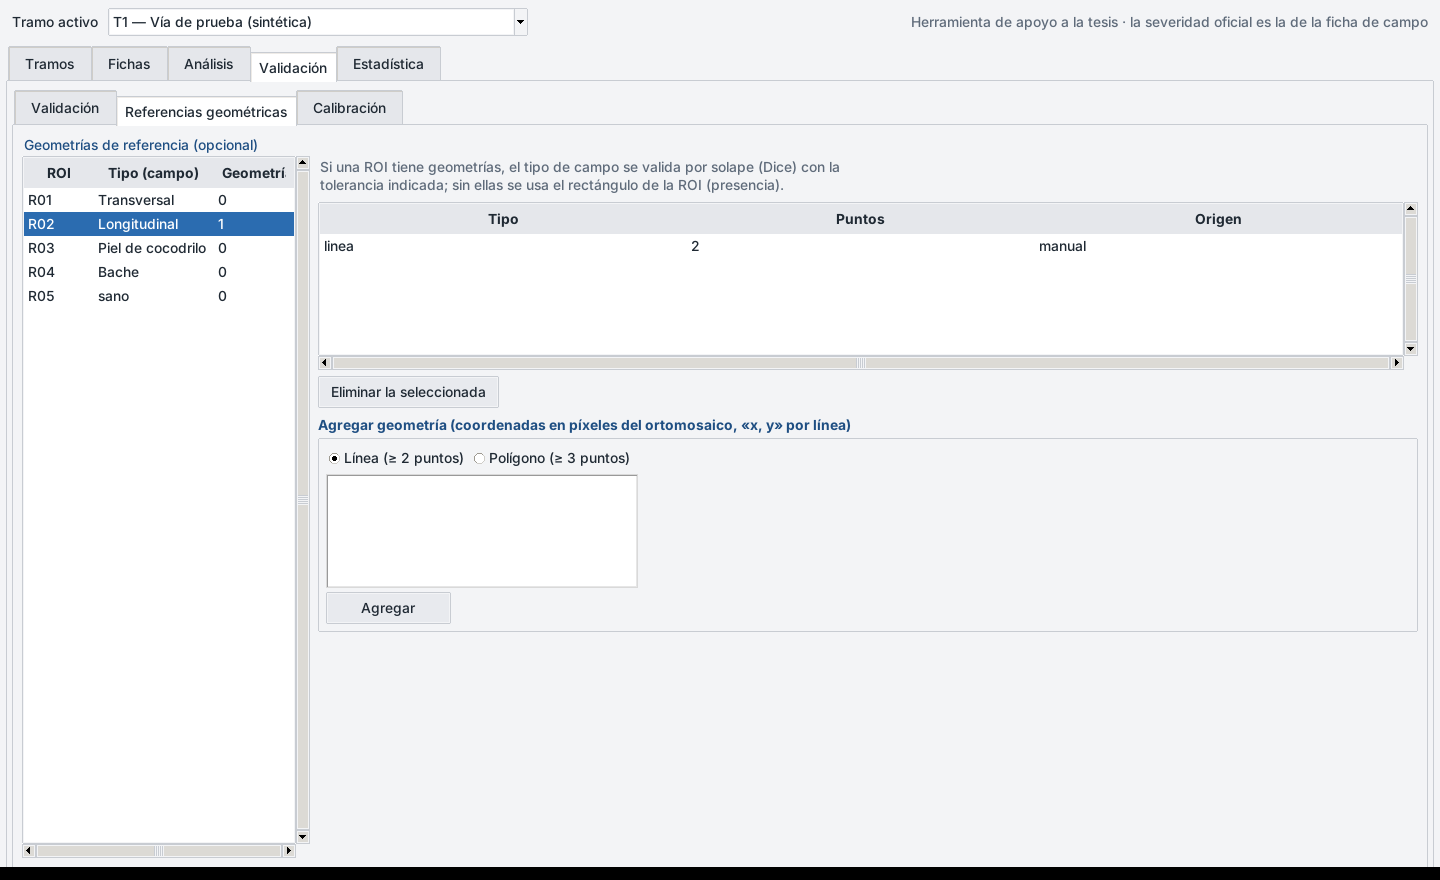 Tramo activo T1 — Vía de prueba (sintética) Herramienta de apoyo a la tesis · la severidad oficial es la de la ficha de campo
Tramos Fichas Análisis Validación Estadística
Validación Referencias geométricas Calibración
Geometrías de referencia (opcional)
ROI Tipo (campo) Geometrí
R01 Transversal 0
R02 Longitudinal 1
R03 Piel de cocodrilo 0
R04 Bache 0
R05 sano 0
Si una ROI tiene geometrías, el tipo de campo se valida por solape (Dice) con la
tolerancia indicada; sin ellas se usa el rectángulo de la ROI (presencia).
Tipo Puntos Origen
linea 2 manual
Eliminar la seleccionada
Agregar geometría (coordenadas en píxeles del ortomosaico, «x, y» por línea)
Línea (≥ 2 puntos) Polígono (≥ 3 puntos)
Agregar